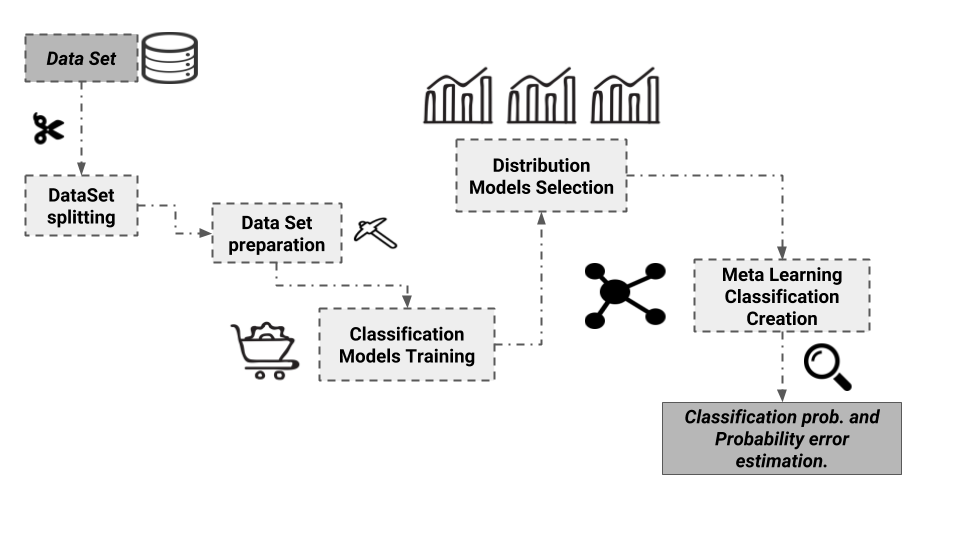 Data Set
DataSet
splitting
Data Set
preparation
Classification
Models Training
Distribution
Models Selection
Meta Learning
Classification
Creation
Classification prob. and
Probability error
estimation.